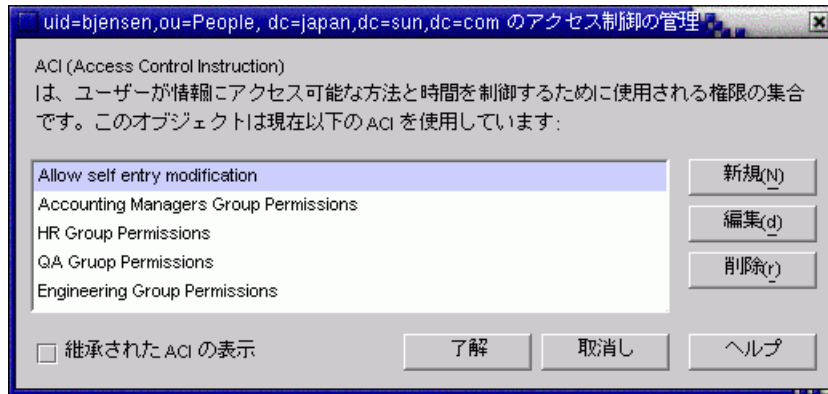 uid=bjensen,ou=People, dc=japan,dc=sun,dc=com のアクセス制御の管理
ACI (Access Control Instruction)
は、ユーザーが情報にアクセス可能な方法と時間を制御するために使用される権限の集合
です。このオブジェクトは現在以下のACI を使用しています:
Allow self entry modification
Accounting Managers Group Permissions
HR Group Permissions
QA Gruop Permissions
Engineering Group Permissions
新規(N)
編集(d)
削除(r)
継承されたACI の表示
了解
取消し
ヘルプ